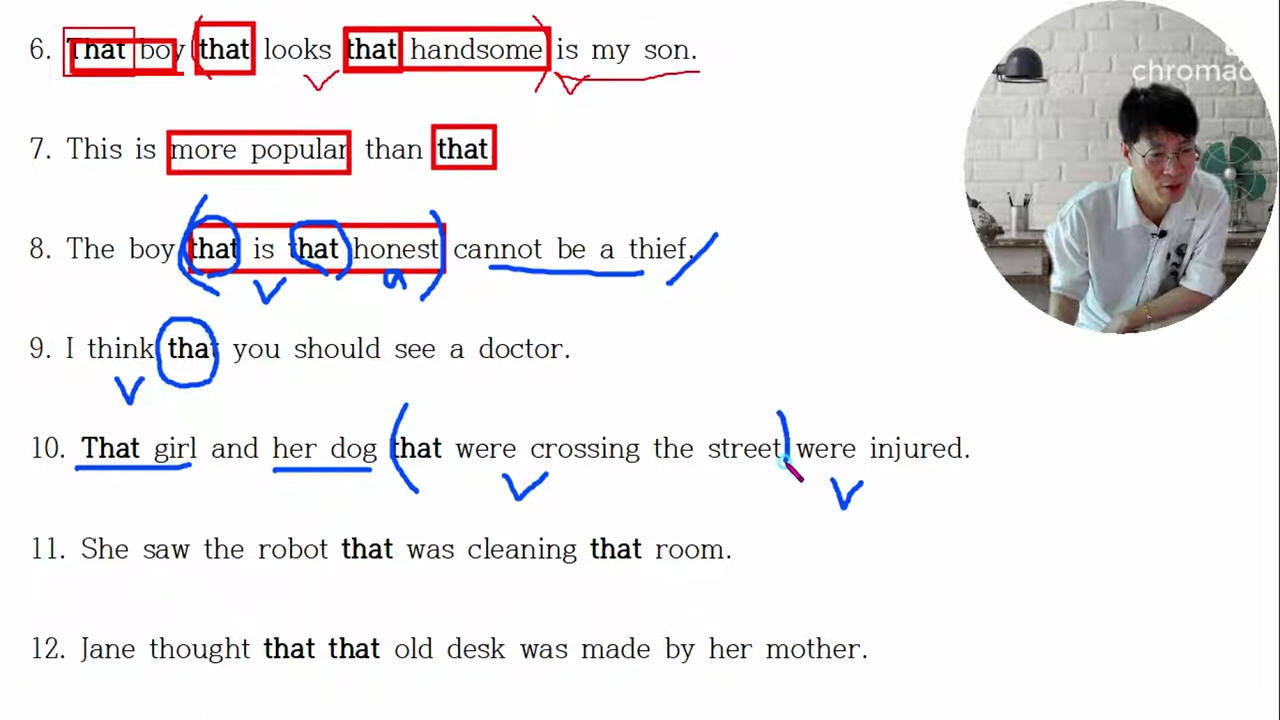 6. That boy that looks that handsome is my son.
chromac
7. This is more popular than that
8. The boy that is that honest cannot be a thief.
a
9. I think that you should see a doctor.
10. That girl and her dog that were crossing the street were injured.
11. She saw the robot that was cleaning that room.
12. Jane thought that that old desk was made by her mother.